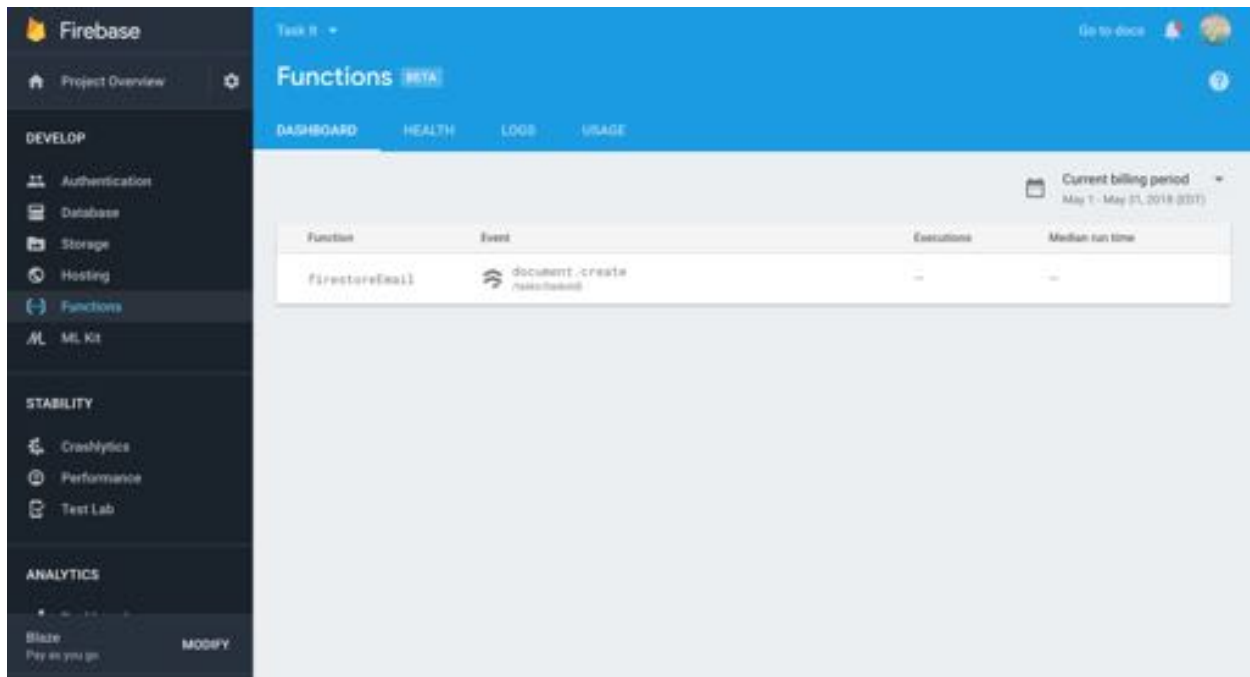 Firebase
Project Overview
DEVELOP
Authentication
Database
Storage
Hosting
Functions
ML Kit
STABILITY
Crashlytics
Performance
Test Lab
ANALYTICS
Blaze
Pay as you go
MODIFY
Task It
Go to docs
Functions BETA
DASHBOARD HEALTH LOGS USAGE
Current billing period
May 1 - May 31, 2018 (EDT)
Function Event Executions Median run time
firestoreEmail document.create — —